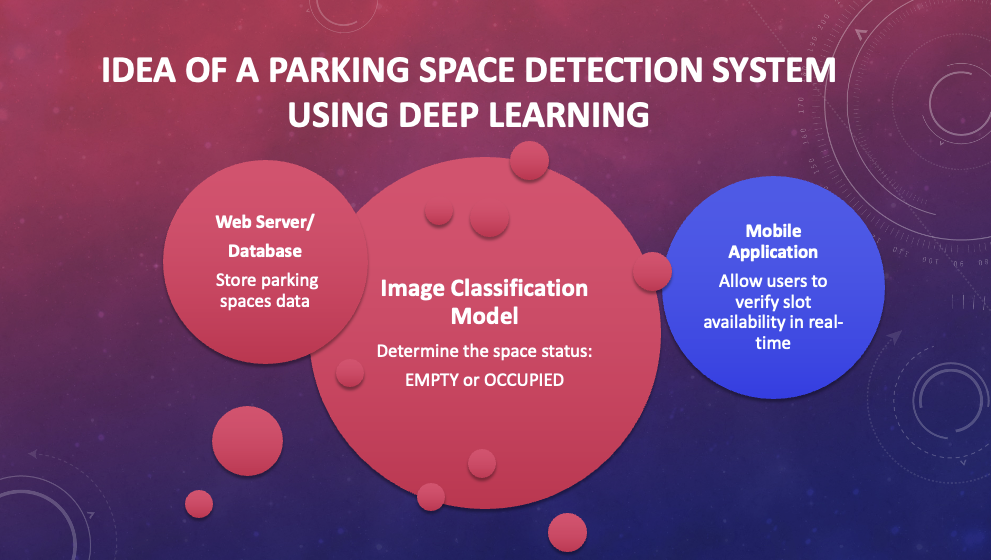 IDEA OF A PARKING SPACE DETECTION SYSTEM
USING DEEP LEARNING
Web Server/
Database
Store parking
spaces data
Image Classification
Model
Determine the space status:
EMPTY or OCCUPIED
Mobile
Application
Allow users to
verify slot
availability in real-
time